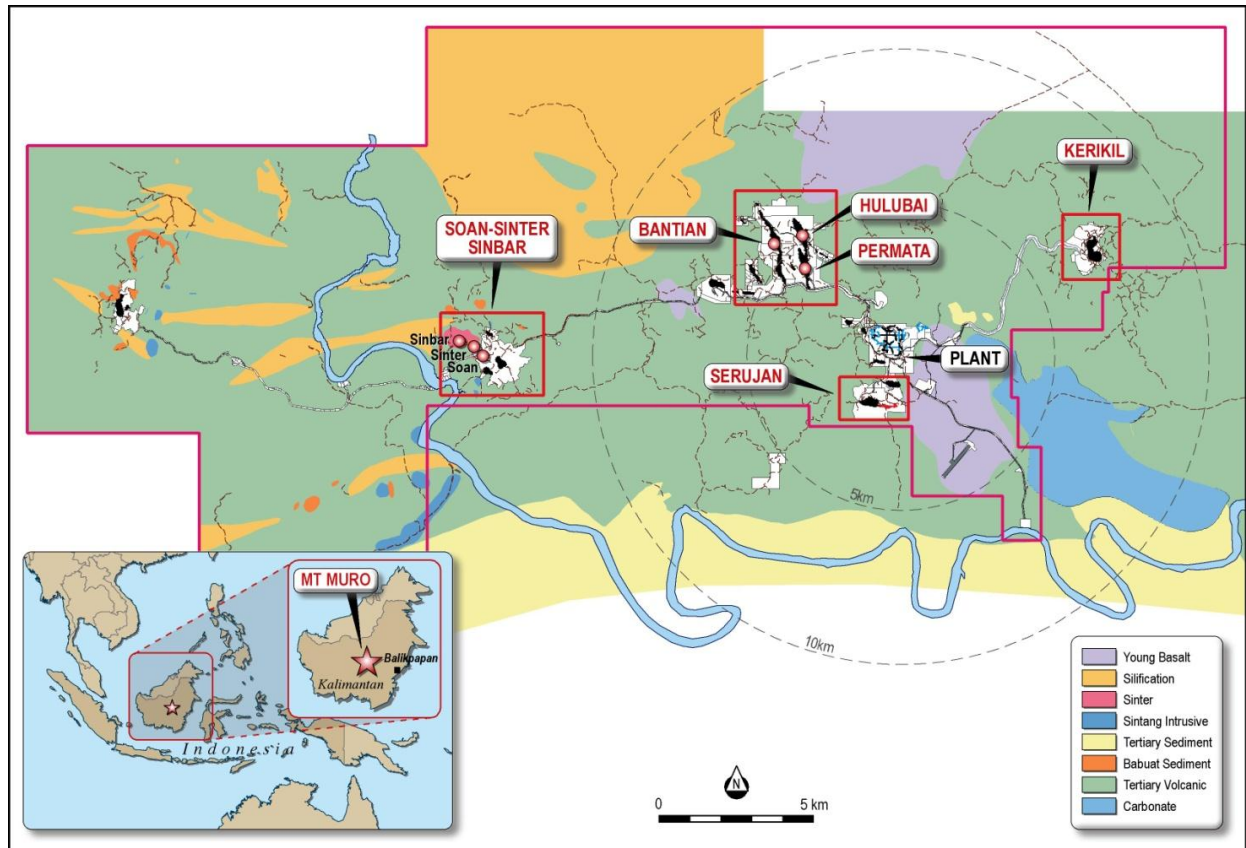 KERIKIL
HULUBAI
BANTIAN
SOAN-SINTER
SINBAR
PERMATA
Sinbar
Sinter
Soan
PLANT
SERUJAN
5km
10km
MT MURO
Balikpapan
Kalimantan
Indonesia
N
0 5 km
Young Basalt
Silification
Sinter
Sintang Intrusive
Tertiary Sediment
Babuat Sediment
Tertiary Volcanic
Carbonate